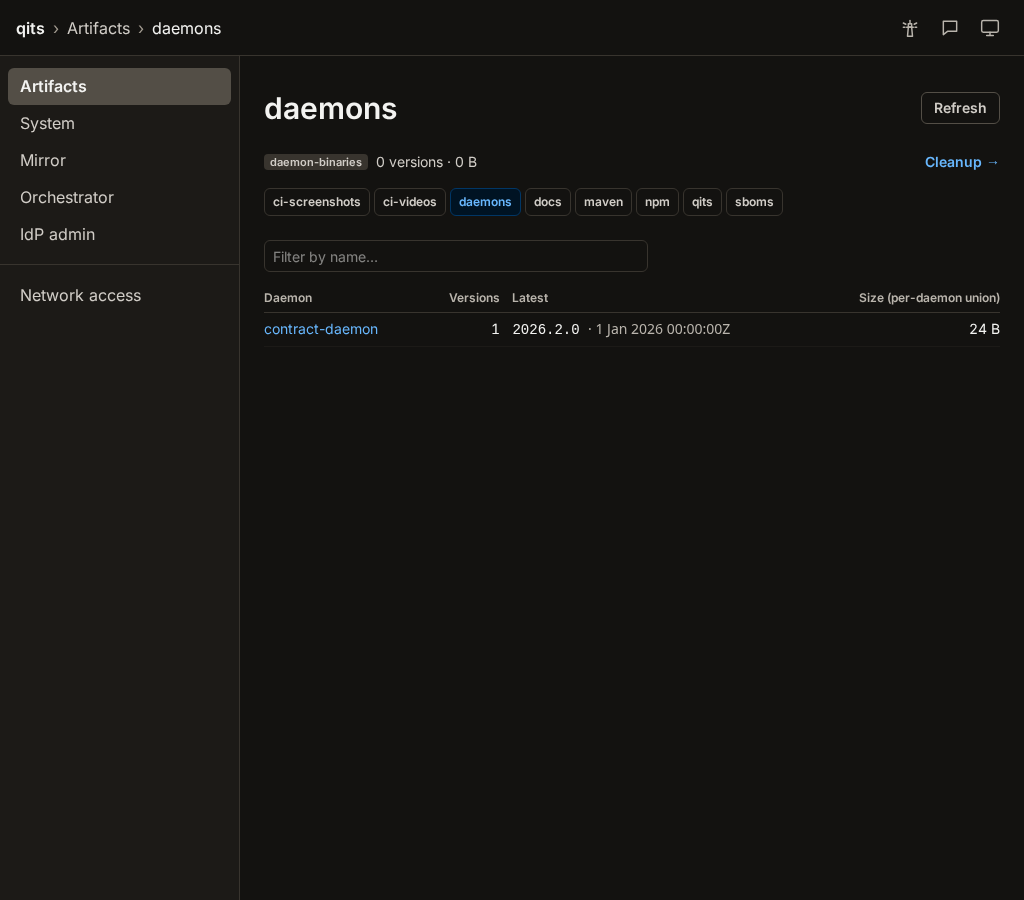 qits › Artifacts › daemons
Artifacts
System
Mirror
Orchestrator
IdP admin
Network access
daemons
Refresh
daemon-binaries 0 versions · 0 B
Cleanup →
ci-screenshots ci-videos daemons docs maven npm qits sboms
Filter by name...
Daemon Versions Latest Size (per-daemon union)
contract-daemon 1 2026.2.0 · 1 Jan 2026 00:00:00Z 24 B